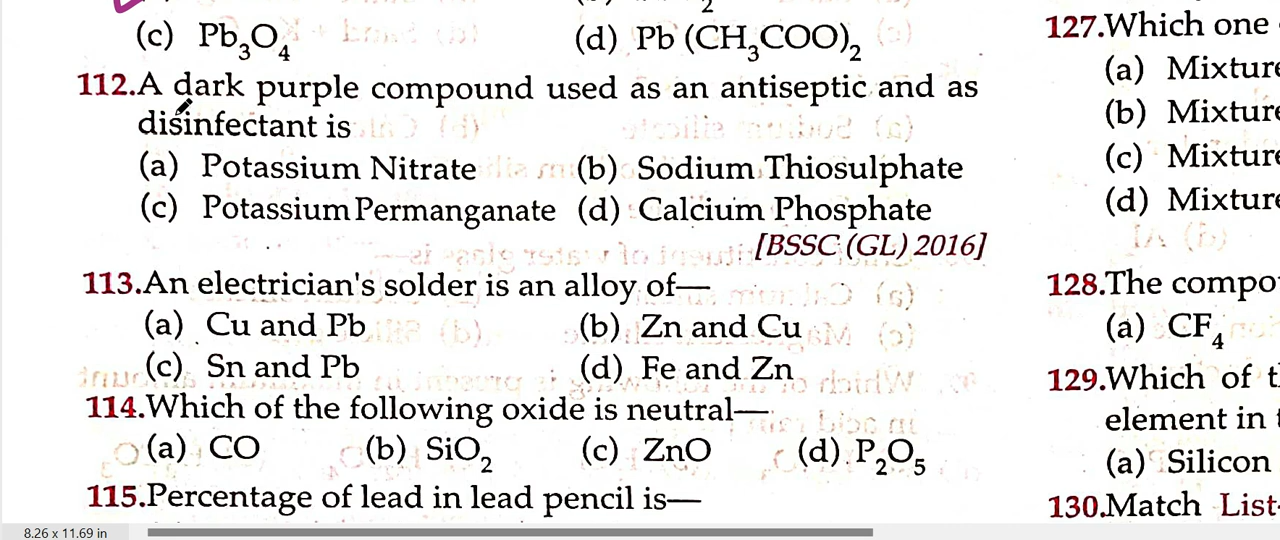 (c) Pb3O4 (d) Pb (CH3COO)2
112.A dark purple compound used as an antiseptic and as
disinfectant is
(a) Potassium Nitrate (b) Sodium Thiosulphate
(c) Potassium Permanganate (d) Calcium Phosphate
[BSSC (GL) 2016]
113.An electrician's solder is an alloy of—
(a) Cu and Pb (b) Zn and Cu
(c) Sn and Pb (d) Fe and Zn
114.Which of the following oxide is neutral—
(a) CO (b) SiO2 (c) ZnO (d) P2O5
115.Percentage of lead in lead pencil is—
127.Which one
(a) Mixture
(b) Mixture
(c) Mixture
(d) Mixture
128.The compo
(a) CF4
129.Which of t
element in
(a) Silicon
130.Match List-
8.26 x 11.69 in